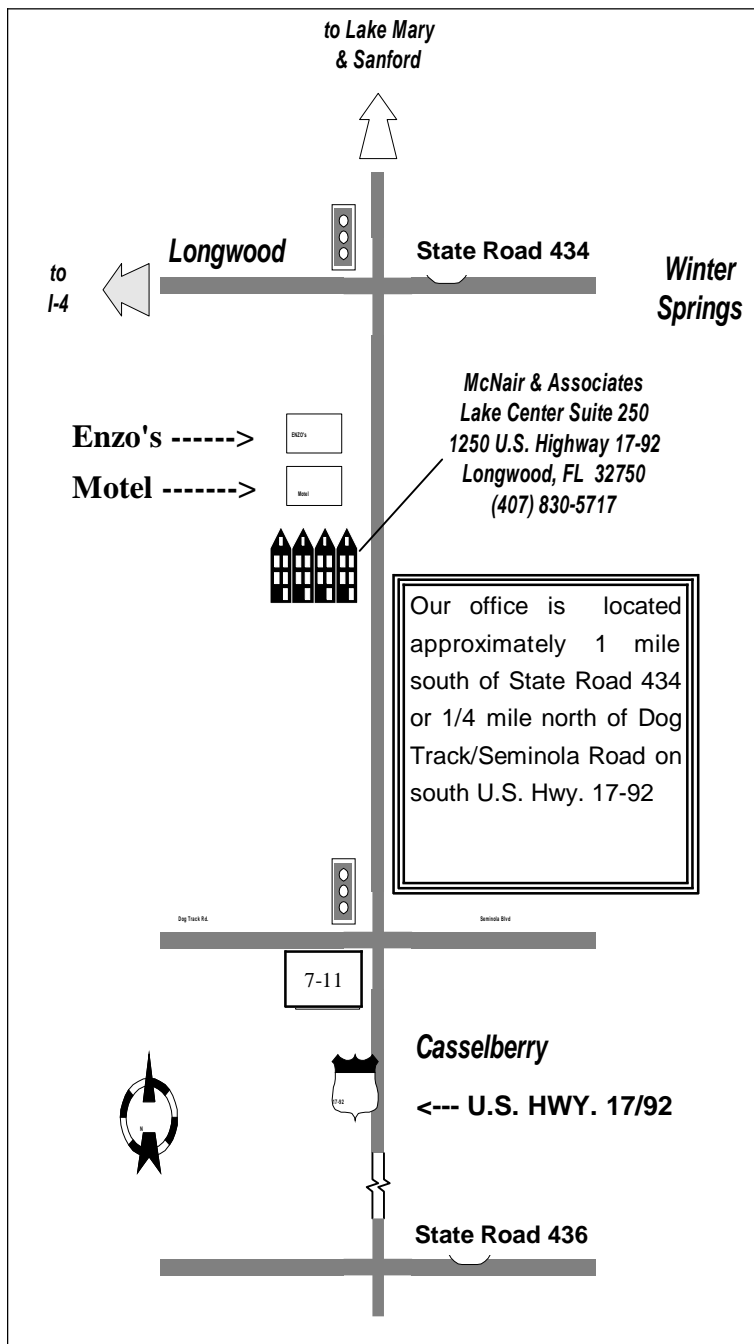 to Lake Mary
& Sanford
Longwood
State Road 434
to
I-4
Winter
Springs
McNair & Associates
Lake Center Suite 250
1250 U.S. Highway 17-92
Longwood, FL 32750
(407) 830-5717
Enzo's ------>
ENZO's
Motel ------->
Motel
Our office is located
approximately 1 mile
south of State Road 434
or 1/4 mile north of Dog
Track/Seminola Road on
south U.S. Hwy. 17-92
Dog Track Rd.
Seminola Blvd
7-11
Casselberry
17-92
<--- U.S. HWY. 17/92
N
State Road 436